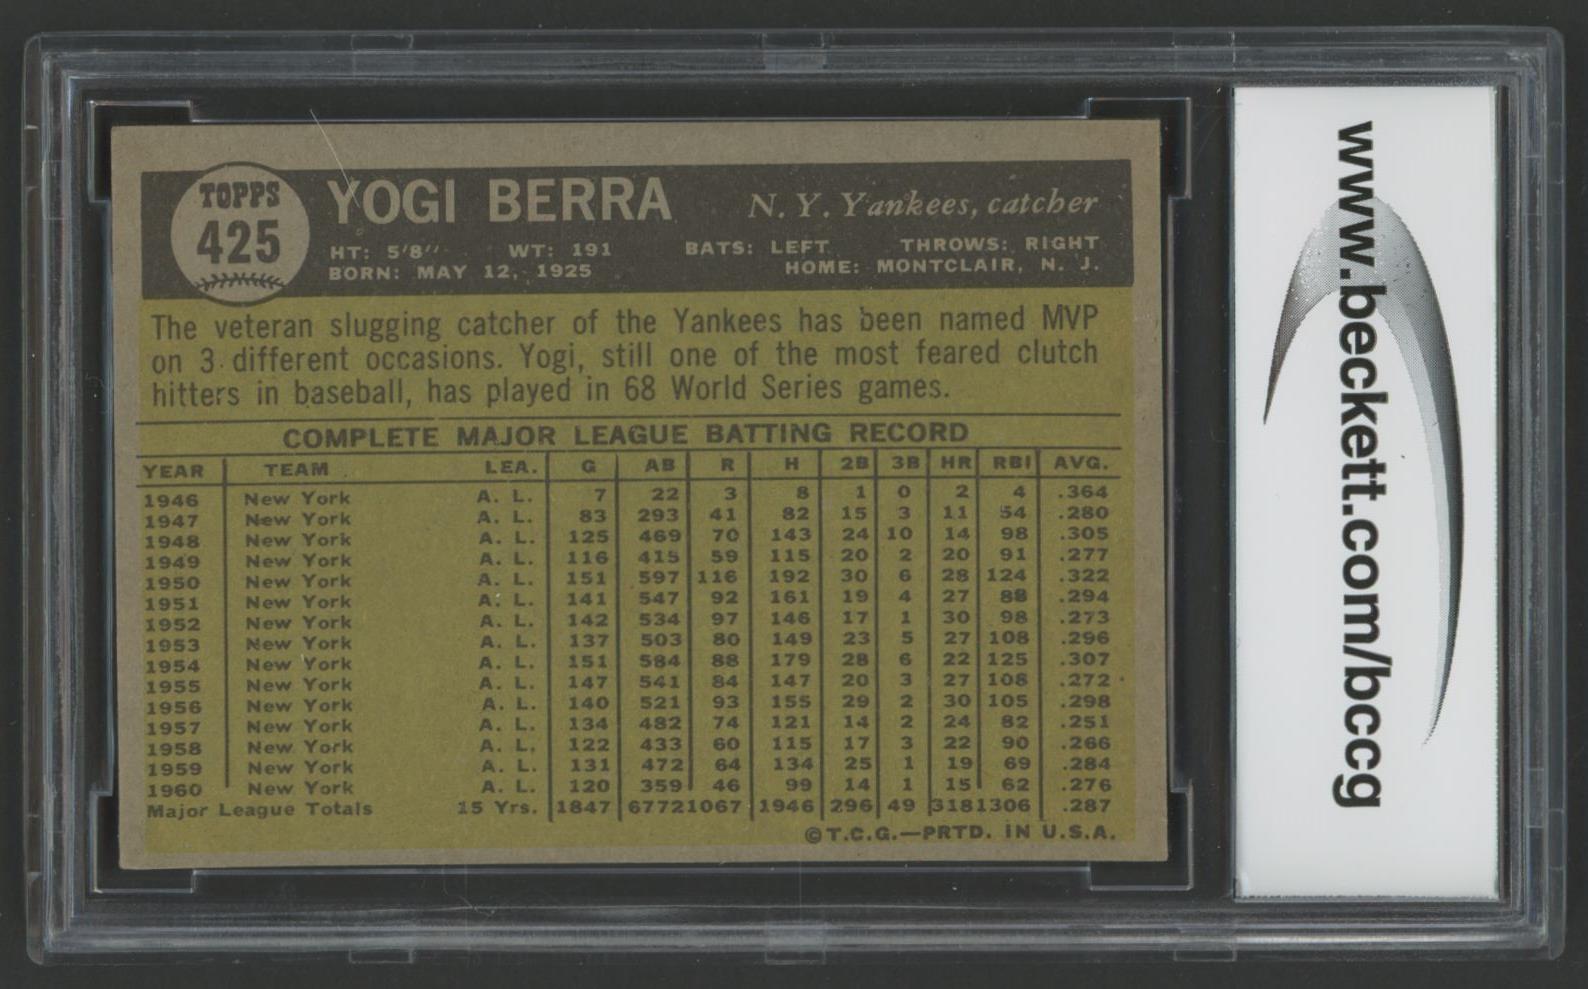 TOPPS
425
YOGI BERRA N. Y. Yankees, catcher
HT: 5'8" WT: 191 BATS: LEFT THROWS: RIGHT
BORN: MAY 12, 1925 HOME: MONTCLAIR, N. J.
The veteran slugging catcher of the Yankees has been named MVP
on 3 different occasions. Yogi, still one of the most feared clutch
hitters in baseball, has played in 68 World Series games.
COMPLETE MAJOR LEAGUE BATTING RECORD
YEAR TEAM LEA. G AB R H 2B 3B HR RBI AVG.
1946 New York A. L. 7 22 3 8 1 0 2 4 .364
1947 New York A. L. 83 293 41 82 15 3 11 54 .280
1948 New York A. L. 125 469 70 143 24 10 14 98 .305
1949 New York A. L. 116 415 59 115 20 2 20 91 .277
1950 New York A. L. 151 597 116 192 30 6 28 124 .322
1951 New York A. L. 141 547 92 161 19 4 27 88 .294
1952 New York A. L. 142 534 97 146 17 1 30 98 .273
1953 New York A. L. 137 503 80 149 23 5 27 108 .296
1954 New York A. L. 151 584 88 179 28 6 22 125 .307
1955 New York A. L. 147 541 84 147 20 3 27 108 .272
1956 New York A. L. 140 521 93 155 29 2 30 105 .298
1957 New York A. L. 134 482 74 121 14 2 24 82 .251
1958 New York A. L. 122 433 60 115 17 3 22 90 .266
1959 New York A. L. 131 472 64 134 25 1 19 69 .284
1960 New York A. L. 120 359 46 99 14 1 15 62 .276
Major League Totals 15 Yrs. 1847 6772 1067 1946 296 49 318 1306 .287
©T.C.G.—PRTD. IN U.S.A.
www.beckett.com/bccg